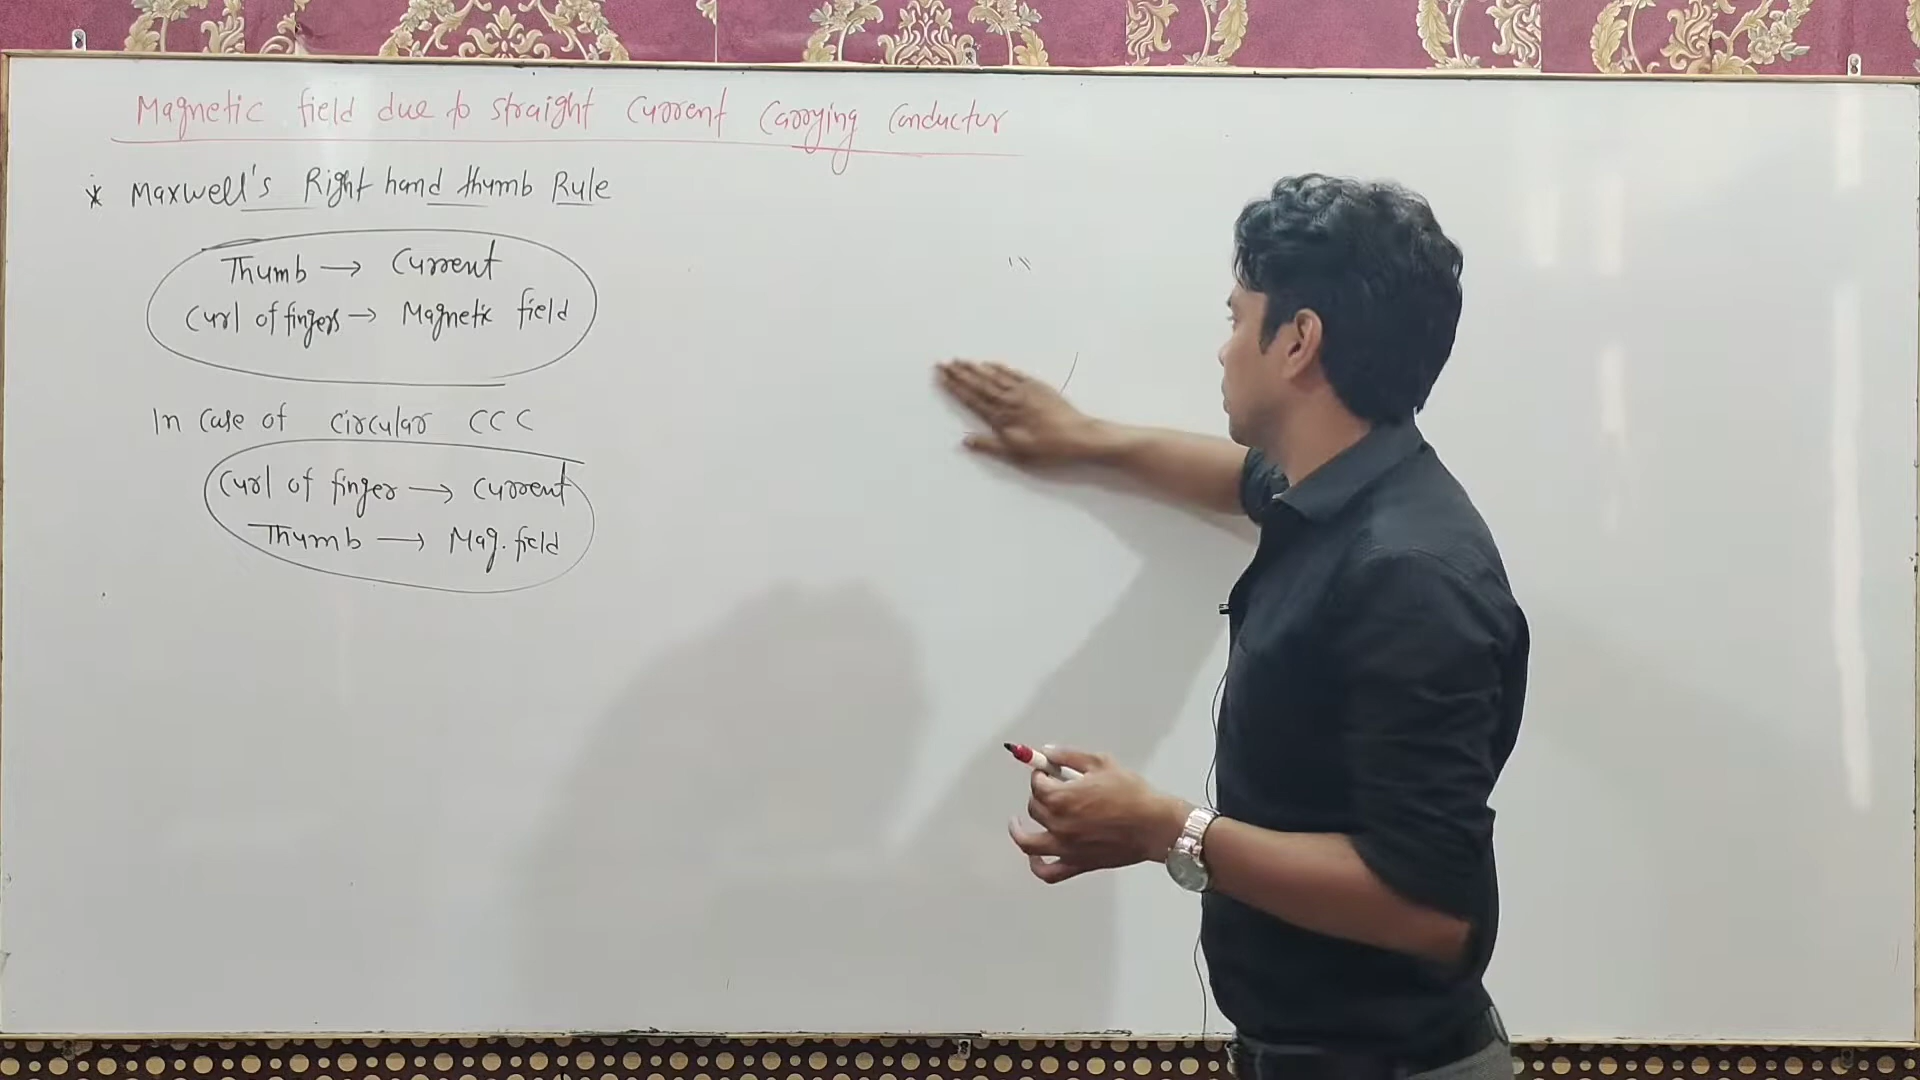 Magnetic field due to straight Current Carrying Conductor
* Maxwell's Right hand thumb Rule
Thumb → Current
Curl of fingers → Magnetic field
In Case of Circular CCC
Curl of finger → Current
Thumb → Mag. field